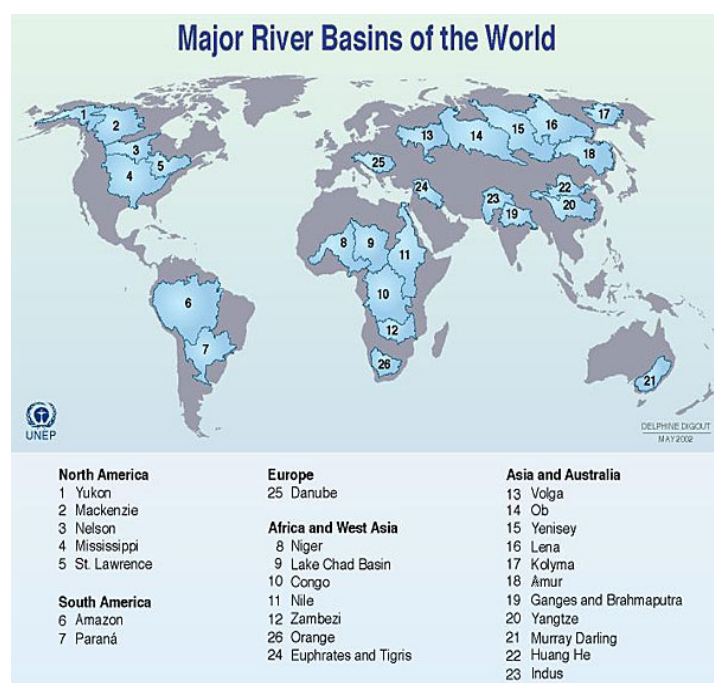 Major River Basins of the World
1
2
3
4
5
6
7
8
9
10
11
12
13
14
15
16
17
18
19
20
21
22
23
24
25
26
UNEP
DELPHINE DIGOUT
MAY 2002
North America
1 Yukon
2 Mackenzie
3 Nelson
4 Mississippi
5 St. Lawrence
South America
6 Amazon
7 Paraná
Europe
25 Danube
Africa and West Asia
8 Niger
9 Lake Chad Basin
10 Congo
11 Nile
12 Zambezi
26 Orange
24 Euphrates and Tigris
Asia and Australia
13 Volga
14 Ob
15 Yenisey
16 Lena
17 Kolyma
18 Amur
19 Ganges and Brahmaputra
20 Yangtze
21 Murray Darling
22 Huang He
23 Indus